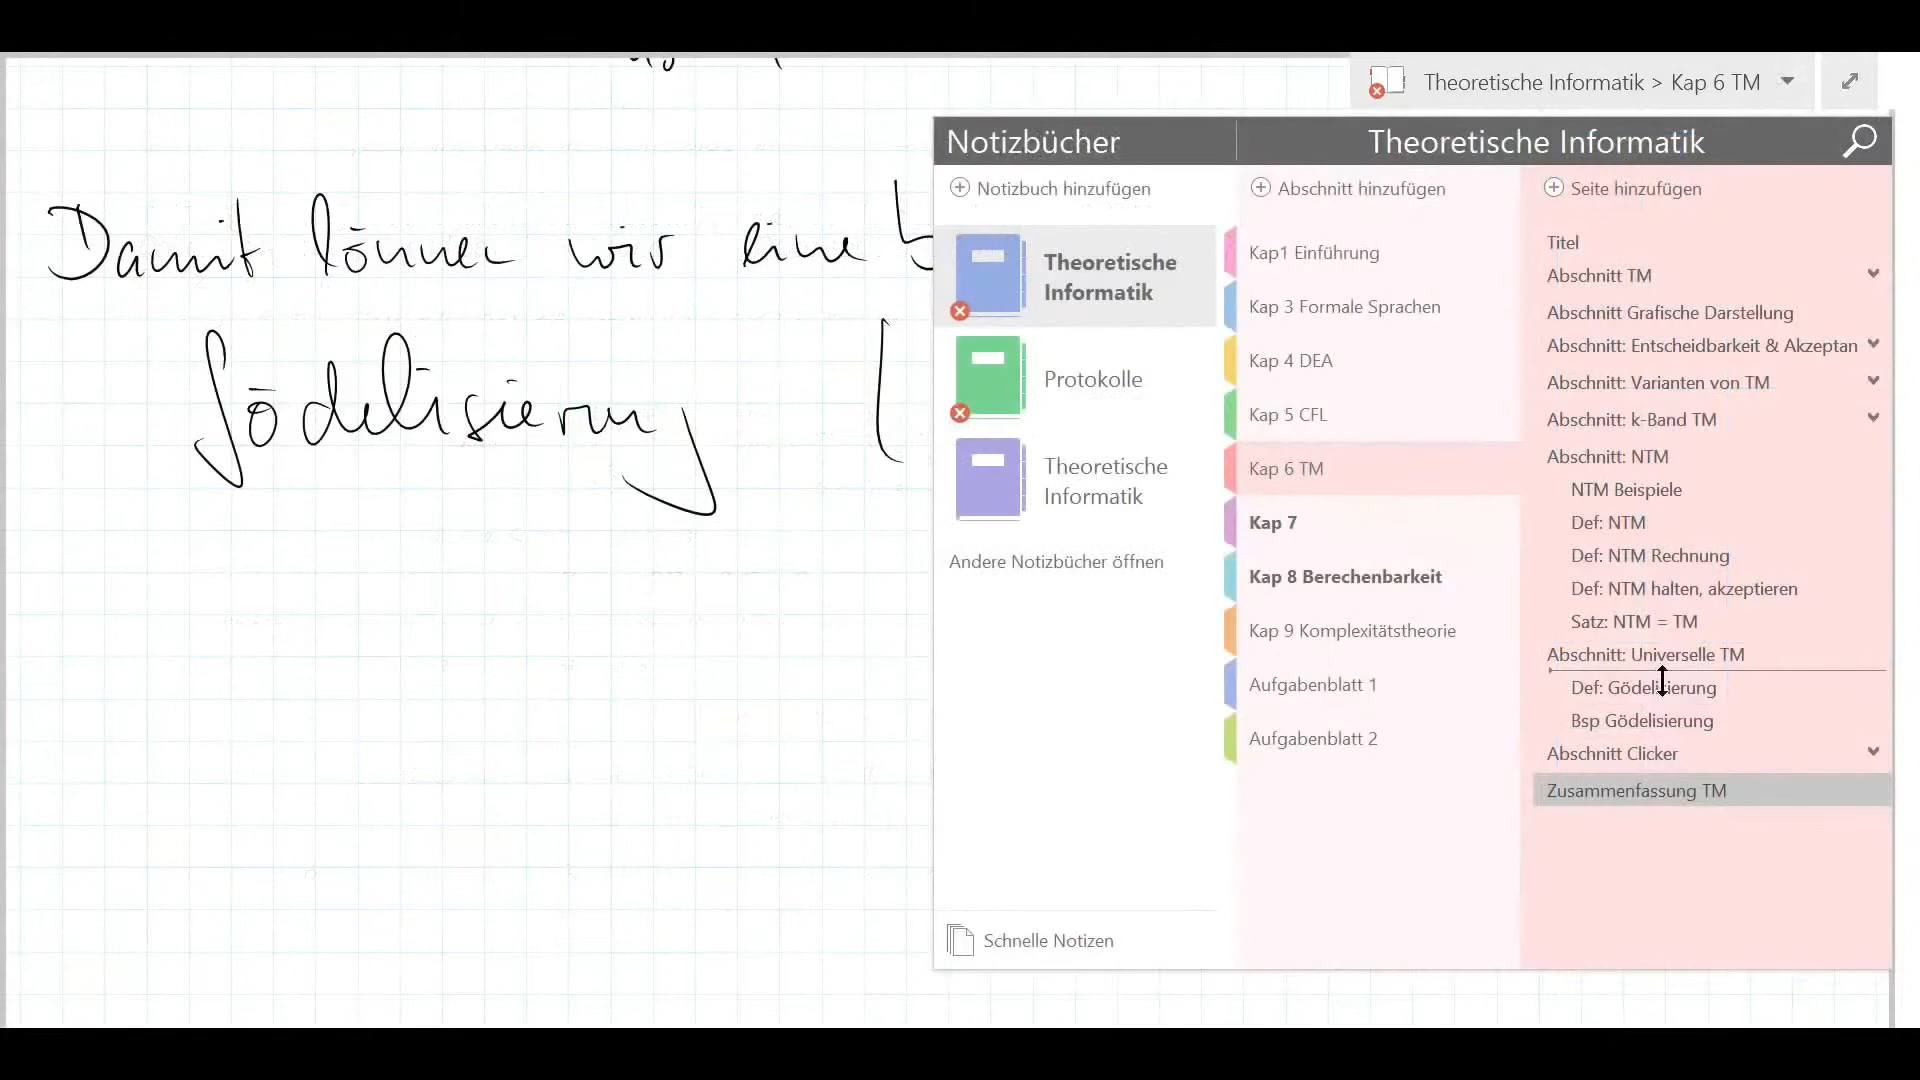 Theoretische Informatik > Kap 6 TM
Damit können wir eine
Gödelisierung (
Notizbücher
Theoretische Informatik
Notizbuch hinzufügen
Theoretische
Informatik
Protokolle
Theoretische
Informatik
Andere Notizbücher öffnen
Schnelle Notizen
Abschnitt hinzufügen
Kap1 Einführung
Kap 3 Formale Sprachen
Kap 4 DEA
Kap 5 CFL
Kap 6 TM
Kap 7
Kap 8 Berechenbarkeit
Kap 9 Komplexitätstheorie
Aufgabenblatt 1
Aufgabenblatt 2
Seite hinzufügen
Titel
Abschnitt TM
Abschnitt Grafische Darstellung
Abschnitt: Entscheidbarkeit & Akzeptan
Abschnitt: Varianten von TM
Abschnitt: k-Band TM
Abschnitt: NTM
NTM Beispiele
Def: NTM
Def: NTM Rechnung
Def: NTM halten, akzeptieren
Satz: NTM = TM
Abschnitt: Universelle TM
Def: Gödelisierung
Bsp Gödelisierung
Abschnitt Clicker
Zusammenfassung TM